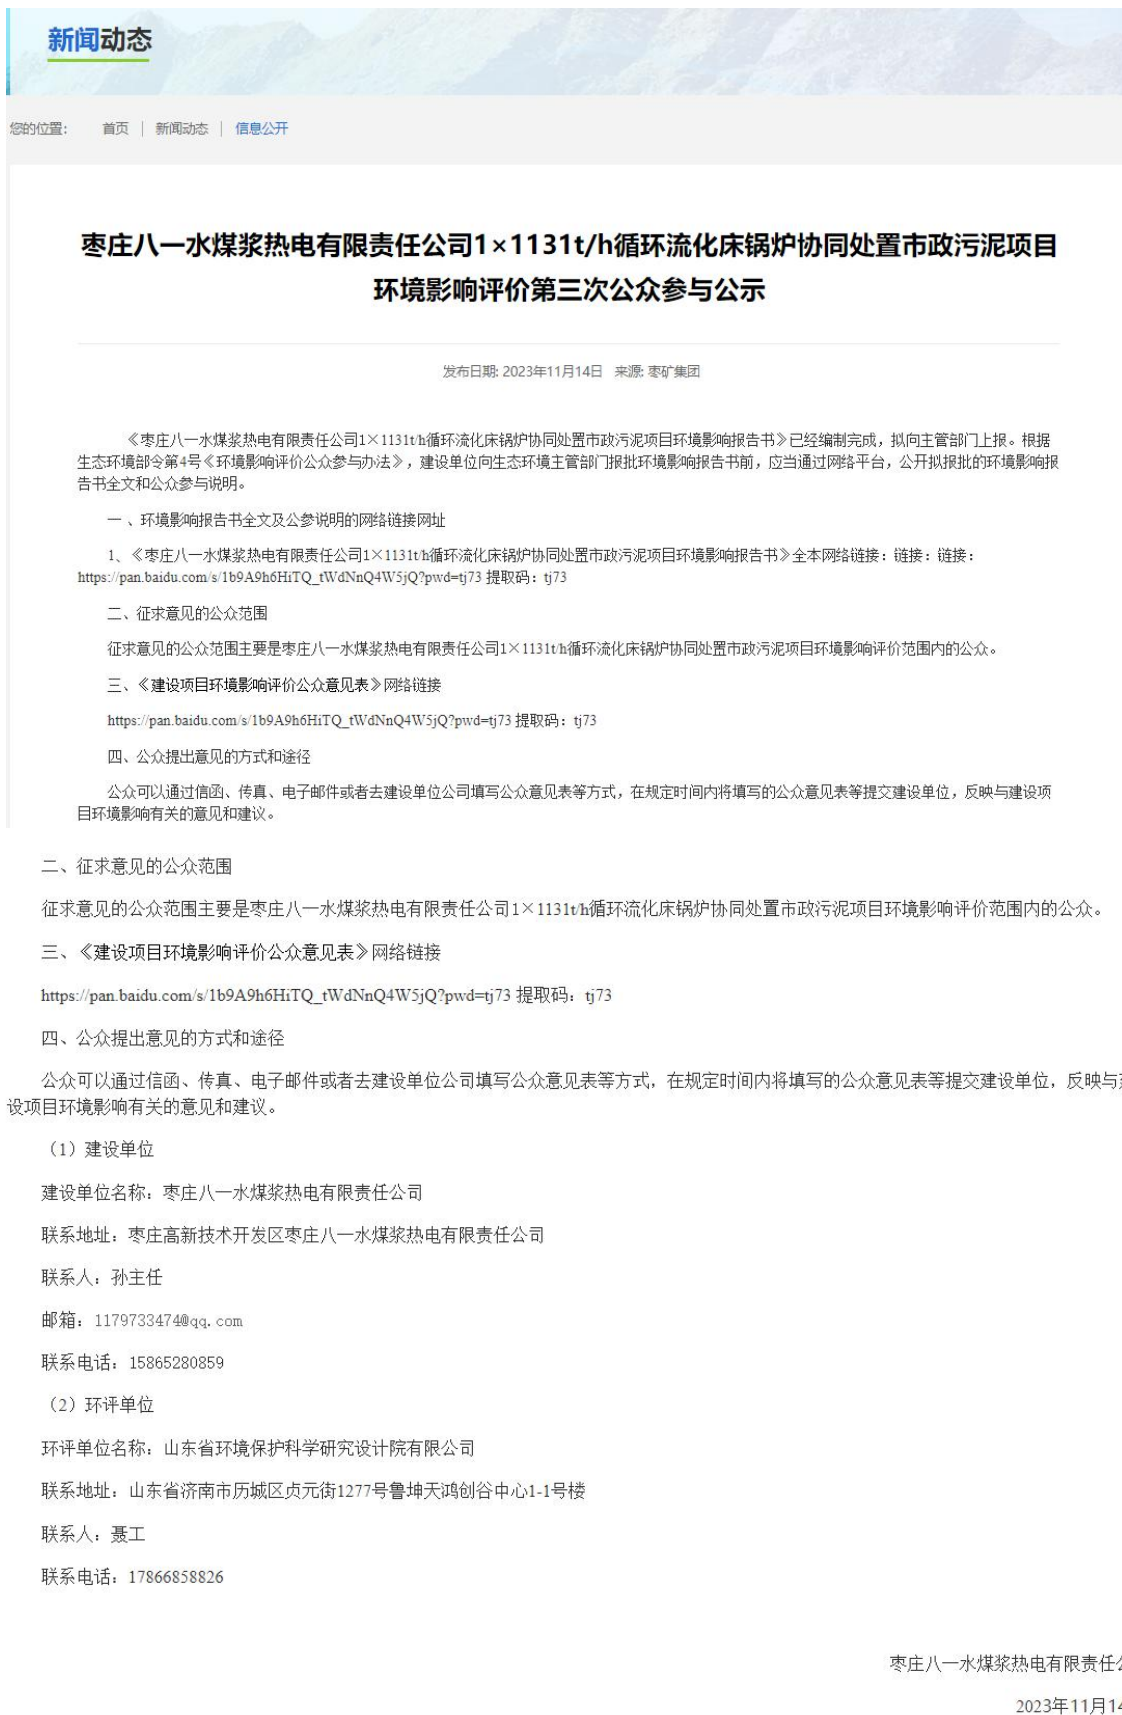 新闻动态
您的位置: 首页 | 新闻动态 | 信息公开
枣庄八一水煤浆热电有限责任公司1×1131t/h循环流化床锅炉协同处置市政污泥项目
环境影响评价第三次公众参与公示
发布日期: 2023年11月14日 来源: 枣矿集团
《枣庄八一水煤浆热电有限责任公司1×1131t/h循环流化床锅炉协同处置市政污泥项目环境影响报告书》已经编制完成，拟向主管部门上报。根据
生态环境部令第4号《环境影响评价公众参与办法》，建设单位向生态环境主管部门报批环境影响报告书前，应当通过网络平台，公开拟报批的环境影响报
告书全文和公众参与说明。
一 、环境影响报告书全文及公参说明的网络链接网址
1、《枣庄八一水煤浆热电有限责任公司1×1131t/h循环流化床锅炉协同处置市政污泥项目环境影响报告书》全本网络链接：链接：链接：
https://pan.baidu.com/s/1b9A9h6HiTQ_tWdNnQ4W5jQ?pwd=tj73 提取码：tj73
二、征求意见的公众范围
征求意见的公众范围主要是枣庄八一水煤浆热电有限责任公司1×1131t/h循环流化床锅炉协同处置市政污泥项目环境影响评价范围内的公众。
三、《建设项目环境影响评价公众意见表》网络链接
https://pan.baidu.com/s/1b9A9h6HiTQ_tWdNnQ4W5jQ?pwd=tj73 提取码：tj73
四、公众提出意见的方式和途径
公众可以通过信函、传真、电子邮件或者去建设单位公司填写公众意见表等方式，在规定时间内将填写的公众意见表等提交建设单位，反映与建设项
目环境影响有关的意见和建议。
二、征求意见的公众范围
征求意见的公众范围主要是枣庄八一水煤浆热电有限责任公司1×1131t/h循环流化床锅炉协同处置市政污泥项目环境影响评价范围内的公众。
三、《建设项目环境影响评价公众意见表》网络链接
https://pan.baidu.com/s/1b9A9h6HiTQ_tWdNnQ4W5jQ?pwd=tj73 提取码：tj73
四、公众提出意见的方式和途径
公众可以通过信函、传真、电子邮件或者去建设单位公司填写公众意见表等方式，在规定时间内将填写的公众意见表等提交建设单位，反映与
设项目环境影响有关的意见和建议。
（1）建设单位
建设单位名称：枣庄八一水煤浆热电有限责任公司
联系地址：枣庄高新技术开发区枣庄八一水煤浆热电有限责任公司
联系人：孙主任
邮箱：1179733474@qq.com
联系电话：15865280859
（2）环评单位
环评单位名称：山东省环境保护科学研究设计院有限公司
联系地址：山东省济南市历城区贞元街1277号鲁坤天鸿创谷中心1-1号楼
联系人：聂工
联系电话：17866858826
枣庄八一水煤浆热电有限责任
2023年11月14